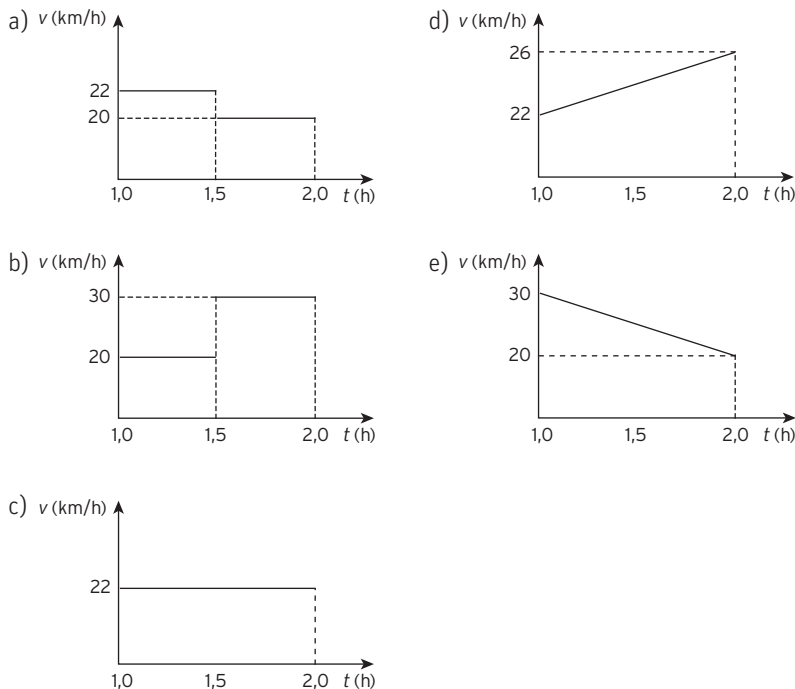 a) v (km/h)
22
20
1,0 1,5 2,0 t (h)
b) v (km/h)
30
20
1,0 1,5 2,0 t (h)
c) v (km/h)
22
1,0 1,5 2,0 t (h)
d) v (km/h)
26
22
1,0 1,5 2,0 t (h)
e) v (km/h)
30
20
1,0 1,5 2,0 t (h)